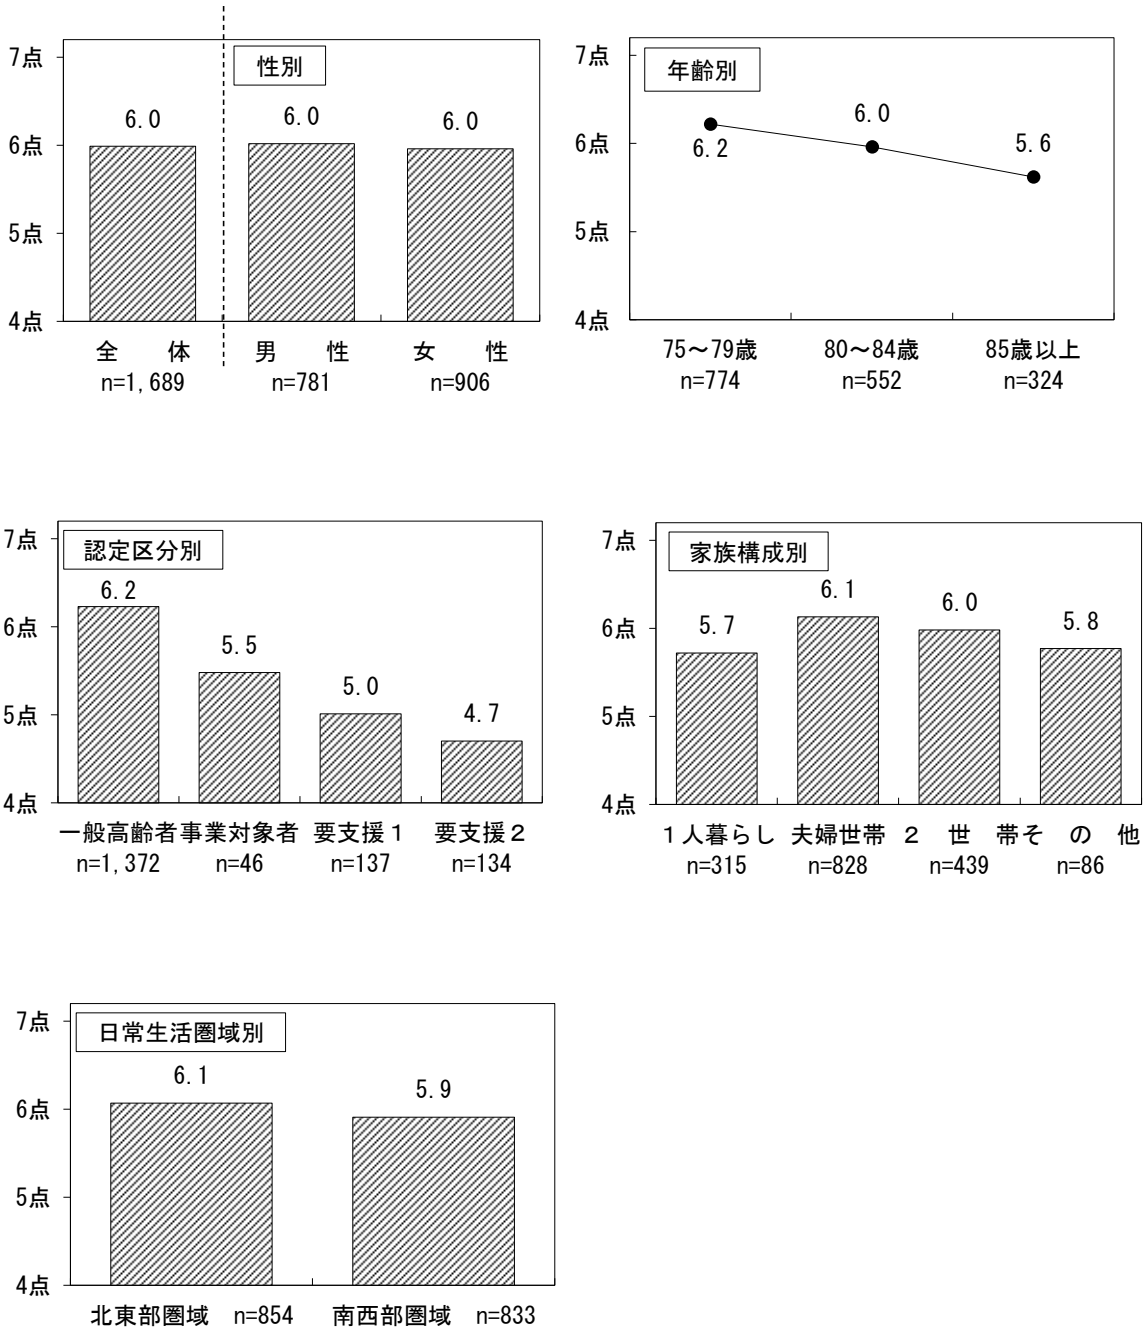 性別
7点
6点
5点
4点
6.0
6.0
6.0
全　体
男　性
女　性
n=1,689
n=781
n=906
年齢別
7点
6点
5点
4点
6.2
6.0
5.6
75～79歳
80～84歳
85歳以上
n=774
n=552
n=324
認定区分別
7点
6点
5点
4点
6.2
5.5
5.0
4.7
一般高齢者
事業対象者
要支援１
要支援２
n=1,372
n=46
n=137
n=134
家族構成別
7点
6点
5点
4点
5.7
6.1
6.0
5.8
１人暮らし
夫婦世帯
２世帯
その他
n=315
n=828
n=439
n=86
日常生活圏域別
7点
6点
5点
4点
6.1
5.9
北東部圏域　n=854
南西部圏域　n=833